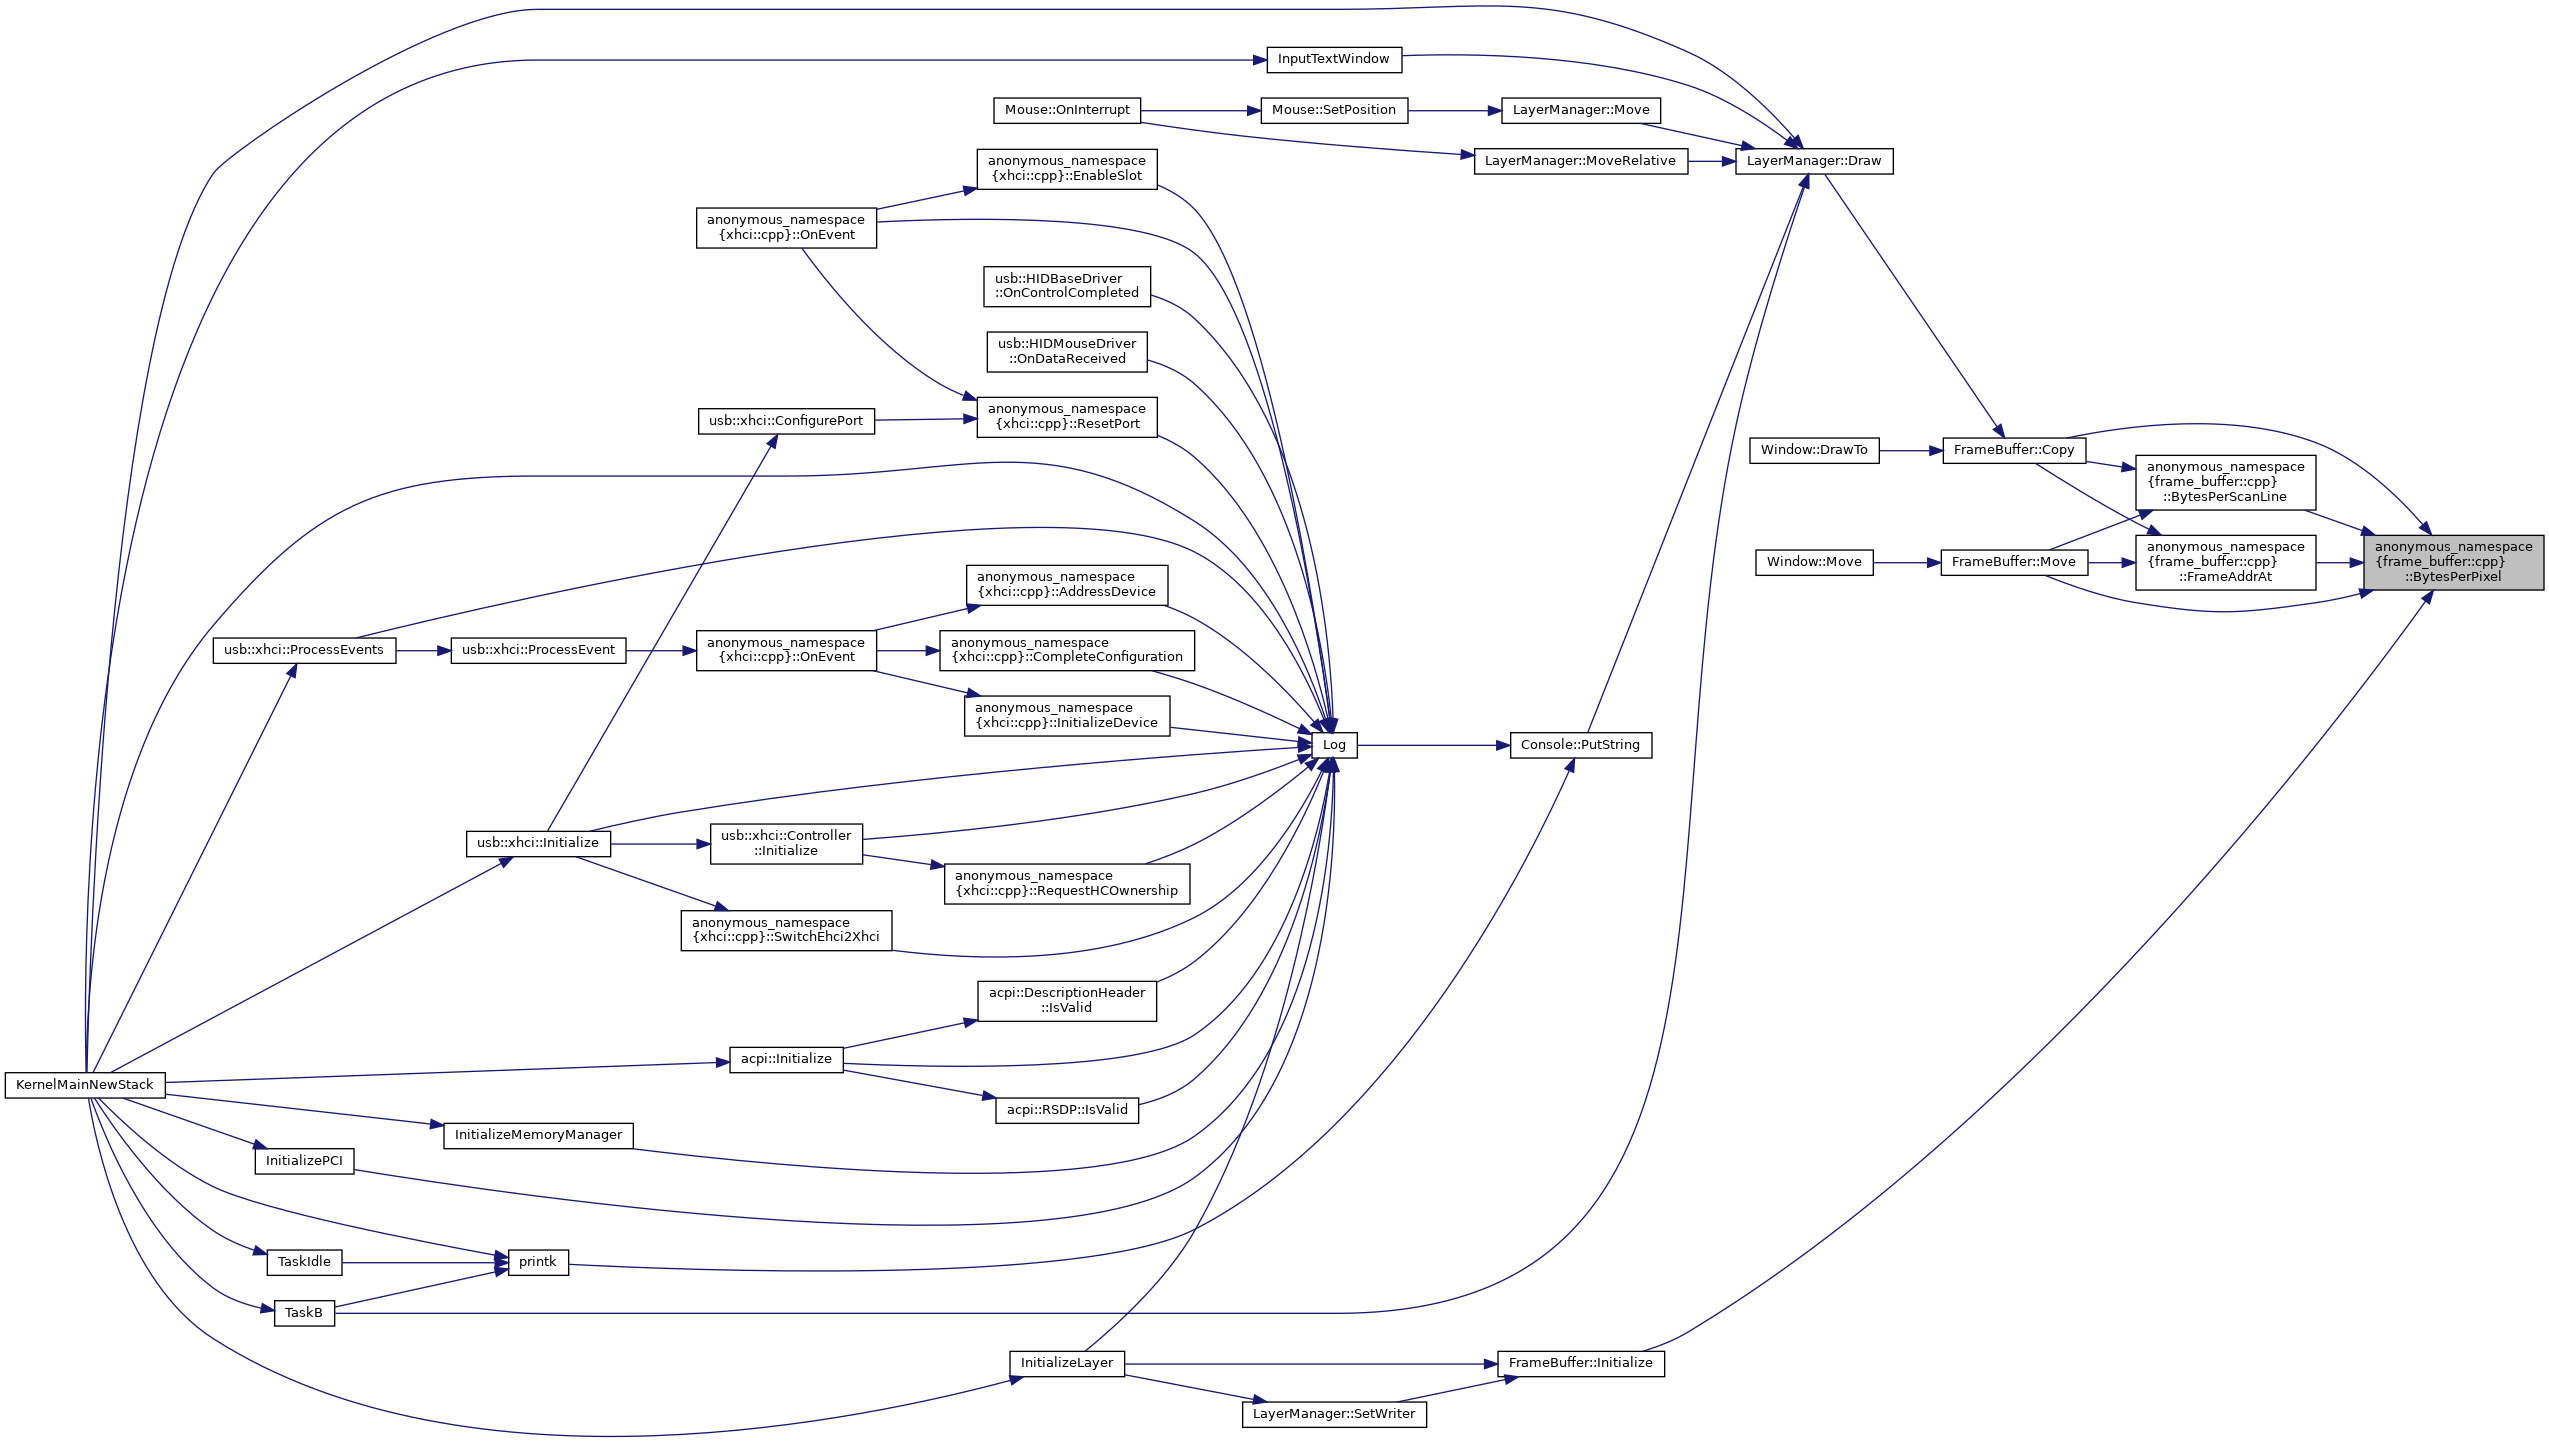 InputTextWindow
Mouse::OnInterrupt
Mouse::SetPosition
LayerManager::Move
anonymous_namespace
{xhci::cpp}::EnableSlot
LayerManager::MoveRelative
LayerManager::Draw
anonymous_namespace
{xhci::cpp}::OnEvent
usb::HIDBaseDriver
::OnControlCompleted
usb::HIDMouseDriver
::OnDataReceived
anonymous_namespace
{xhci::cpp}::ResetPort
usb::xhci::ConfigurePort
Window::DrawTo
FrameBuffer::Copy
anonymous_namespace
{frame_buffer::cpp}
::BytesPerScanLine
Window::Move
FrameBuffer::Move
anonymous_namespace
{frame_buffer::cpp}
::FrameAddrAt
anonymous_namespace
{frame_buffer::cpp}
::BytesPerPixel
anonymous_namespace
{xhci::cpp}::AddressDevice
usb::xhci::ProcessEvents
usb::xhci::ProcessEvent
anonymous_namespace
{xhci::cpp}::OnEvent
anonymous_namespace
{xhci::cpp}::CompleteConfiguration
anonymous_namespace
{xhci::cpp}::InitializeDevice
Log
Console::PutString
usb::xhci::Initialize
usb::xhci::Controller
::Initialize
anonymous_namespace
{xhci::cpp}::RequestHCOwnership
anonymous_namespace
{xhci::cpp}::SwitchEhci2Xhci
acpi::DescriptionHeader
::IsValid
acpi::Initialize
KernelMainNewStack
acpi::RSDP::IsValid
InitializeMemoryManager
InitializePCI
TaskIdle
printk
TaskB
InitializeLayer
FrameBuffer::Initialize
LayerManager::SetWriter